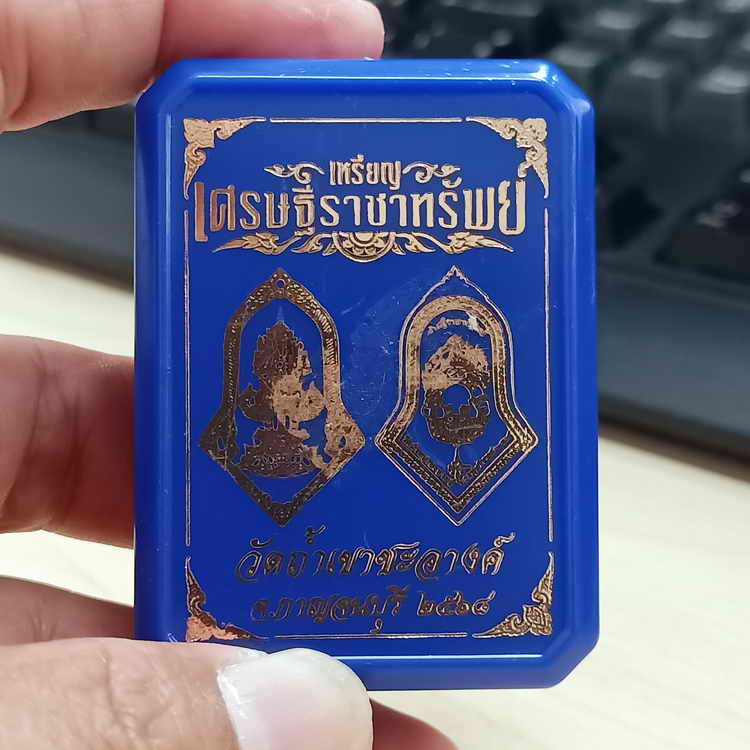 เหรียญ
เศรษฐีราชาทรัพย์
วัดถ้ำเขาชะอางค์
จ.กาญจนบุรี ๒๕๖๔